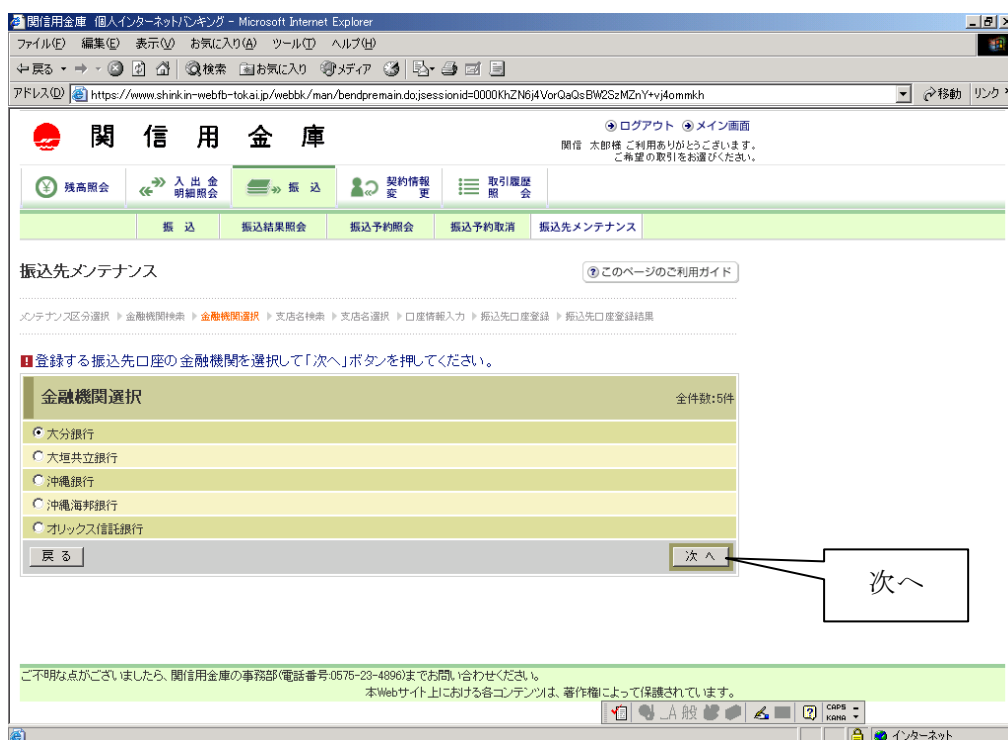 関信用金庫 個人インターネットバンキング - Microsoft Internet Explorer
ファイル(F) 編集(E) 表示(V) お気に入り(A) ツール(T) ヘルプ(H)
戻る 検索 お気に入り メディア
アドレス(D) https://www.shinkin-webfb-tokai.jp/webbk/man/bendpremain.do;jsessionid=0000KhZN6j4VorQaQsBW2SzMZnY+vj4ommkh 移動 リンク
関 信 用 金 庫
ログアウト メイン画面
関信 太郎様 ご利用ありがとうございます。
ご希望の取引をお選びください。
残高照会 入出金明細照会 振込 契約情報変更 取引履歴照会
振込 振込結果照会 振込予約照会 振込予約取消 振込先メンテナンス
振込先メンテナンス
このページのご利用ガイド
メンテナンス区分選択 金融機関検索 金融機関選択 支店名検索 支店名選択 口座情報入力 振込先口座登録 振込先口座登録結果
登録する振込先口座の金融機関を選択して「次へ」ボタンを押してください。
金融機関選択 全件数:5件
大分銀行
大垣共立銀行
沖縄銀行
沖縄海邦銀行
オリックス信託銀行
戻る 次へ
次へ
ご不明な点がございましたら、関信用金庫の事務部(電話番号:0575-23-4896)までお問い合わせください。
本Webサイト上における各コンテンツは、著作権によって保護されています。
A 般 CAPS KANA
インターネット